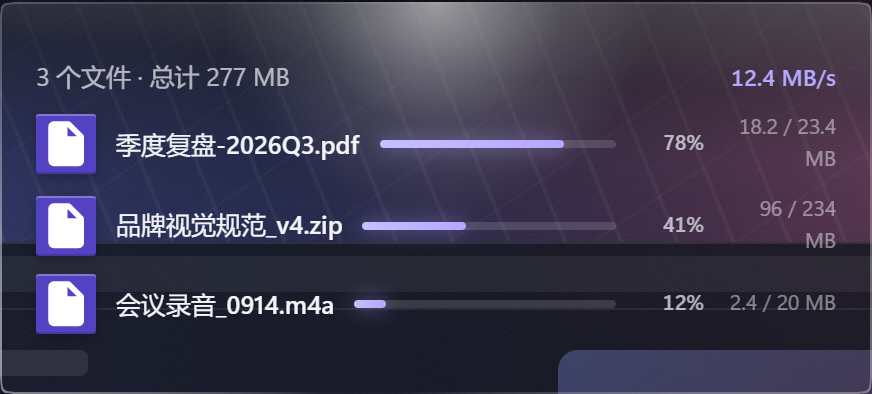 3 个文件 · 总计 277 MB
12.4 MB/s
季度复盘-2026Q3.pdf
78%
18.2 / 23.4
MB
品牌视觉规范_v4.zip
41%
96 / 234
MB
会议录音_0914.m4a
12%
2.4 / 20 MB